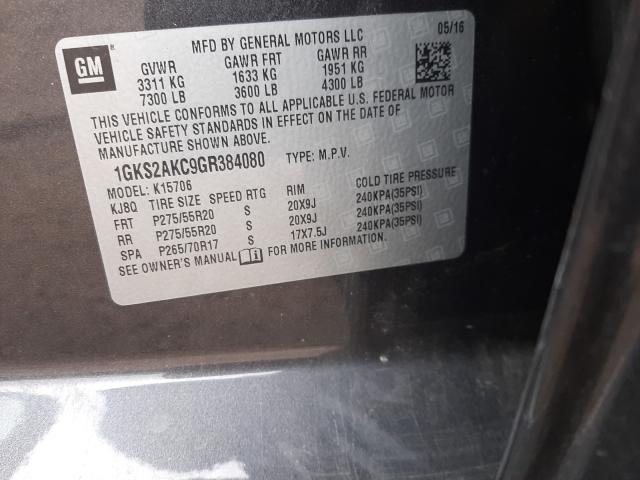 GM
MFD BY GENERAL MOTORS LLC
05/16
GVWR GAWR FRT GAWR RR
3311 KG 1633 KG 1951 KG
7300 LB 3600 LB 4300 LB
THIS VEHICLE CONFORMS TO ALL APPLICABLE U.S. FEDERAL MOTOR
VEHICLE SAFETY STANDARDS IN EFFECT ON THE DATE OF
MANUFACTURE SHOWN ABOVE.
1GKS2AKC9GR384080 TYPE: M.P.V.
MODEL: K15706
KJ8Q TIRE SIZE SPEED RTG RIM COLD TIRE PRESSURE
FRT P275/55R20 S 20X9J 240KPA(35PSI)
RR P275/55R20 S 20X9J 240KPA(35PSI)
SPA P265/70R17 S 17X7.5J 240KPA(35PSI)
SEE OWNER'S MANUAL FOR MORE INFORMATION.